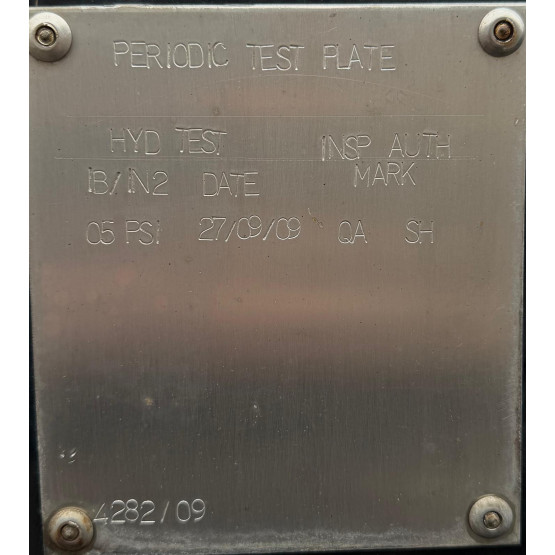 PERIODIC TEST PLATE
HYD TEST INSP AUTH
IB/IN2 DATE MARK
05 PSI 27/09/09 QA SH
4282/09